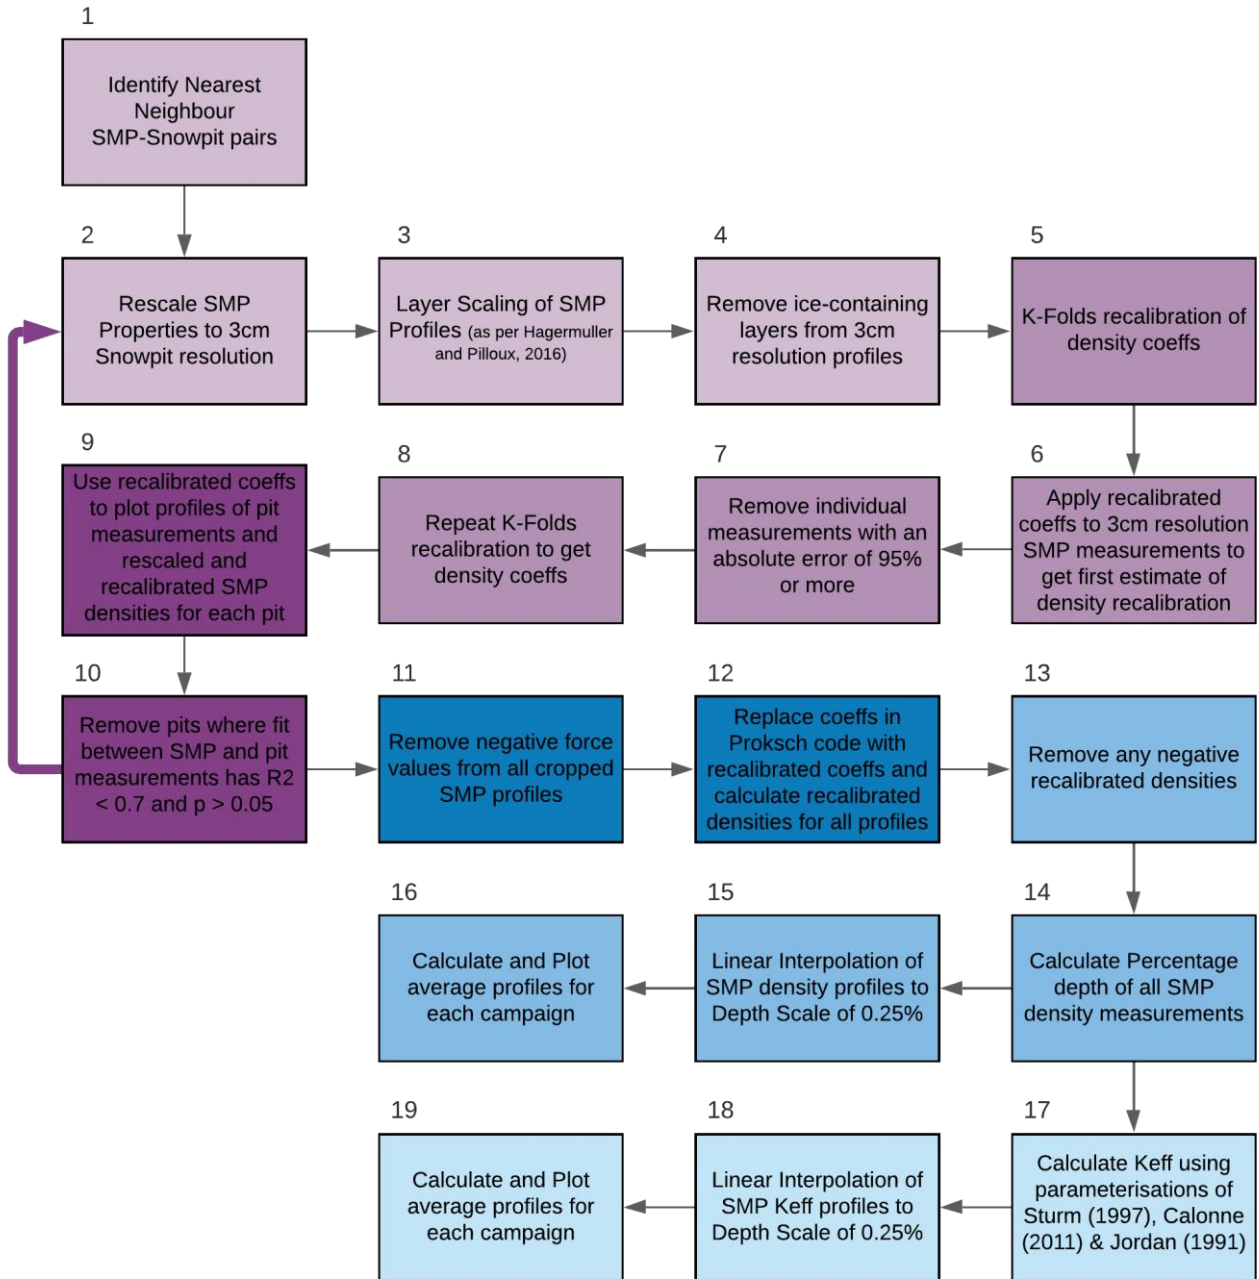 1
Identify Nearest
Neighbour
SMP-Snowpit pairs
2
Rescale SMP
Properties to 3cm
Snowpit resolution
3
Layer Scaling of SMP
Profiles (as per Hagermuller
and Pilloux, 2016)
4
Remove ice-containing
layers from 3cm
resolution profiles
5
K-Folds recalibration of
density coeffs
6
Apply recalibrated
coeffs to 3cm resolution
SMP measurements to
get first estimate of
density recalibration
7
Remove individual
measurements with an
absolute error of 95%
or more
8
Repeat K-Folds
recalibration to get
density coeffs
9
Use recalibrated coeffs
to plot profiles of pit
measurements and
rescaled and
recalibrated SMP
densities for each pit
10
Remove pits where fit
between SMP and pit
measurements has R2
< 0.7 and p > 0.05
11
Remove negative force
values from all cropped
SMP profiles
12
Replace coeffs in
Proksch code with
recalibrated coeffs and
calculate recalibrated
densities for all profiles
13
Remove any negative
recalibrated densities
14
Calculate Percentage
depth of all SMP
density measurements
15
Linear Interpolation of
SMP density profiles to
Depth Scale of 0.25%
16
Calculate and Plot
average profiles for
each campaign
17
Calculate Keff using
parameterisations of
Sturm (1997), Calonne
(2011) & Jordan (1991)
18
Linear Interpolation of
SMP Keff profiles to
Depth Scale of 0.25%
19
Calculate and Plot
average profiles for
each campaign